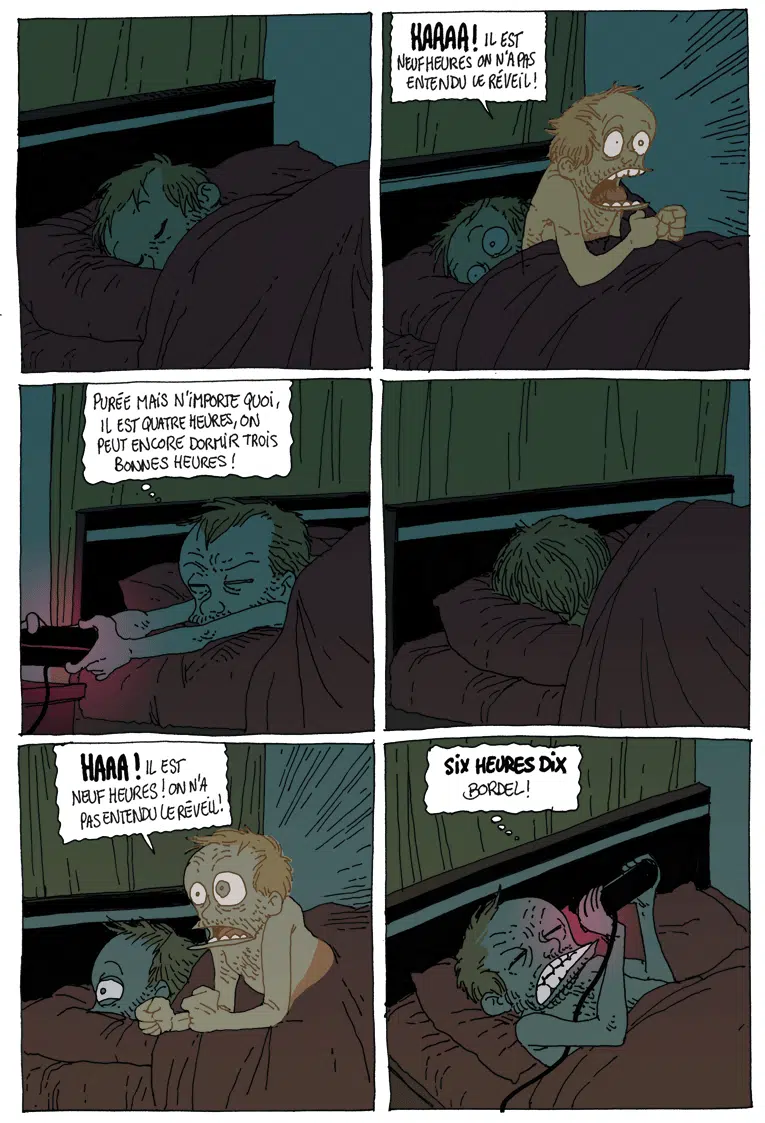 HAAAA! IL EST
NEUF HEURES ON N'A PAS
ENTENDU LE RÉVEIL!
PURÉE MAIS N'IMPORTE QUOI,
IL EST QUATRE HEURES, ON
PEUT ENCORE DORMIR TROIS
BONNES HEURES!
HAAA! IL EST
NEUF HEURES! ON N'A
PAS ENTENDU LE RÉVEIL!
SIX HEURES DIX
BORDEL!